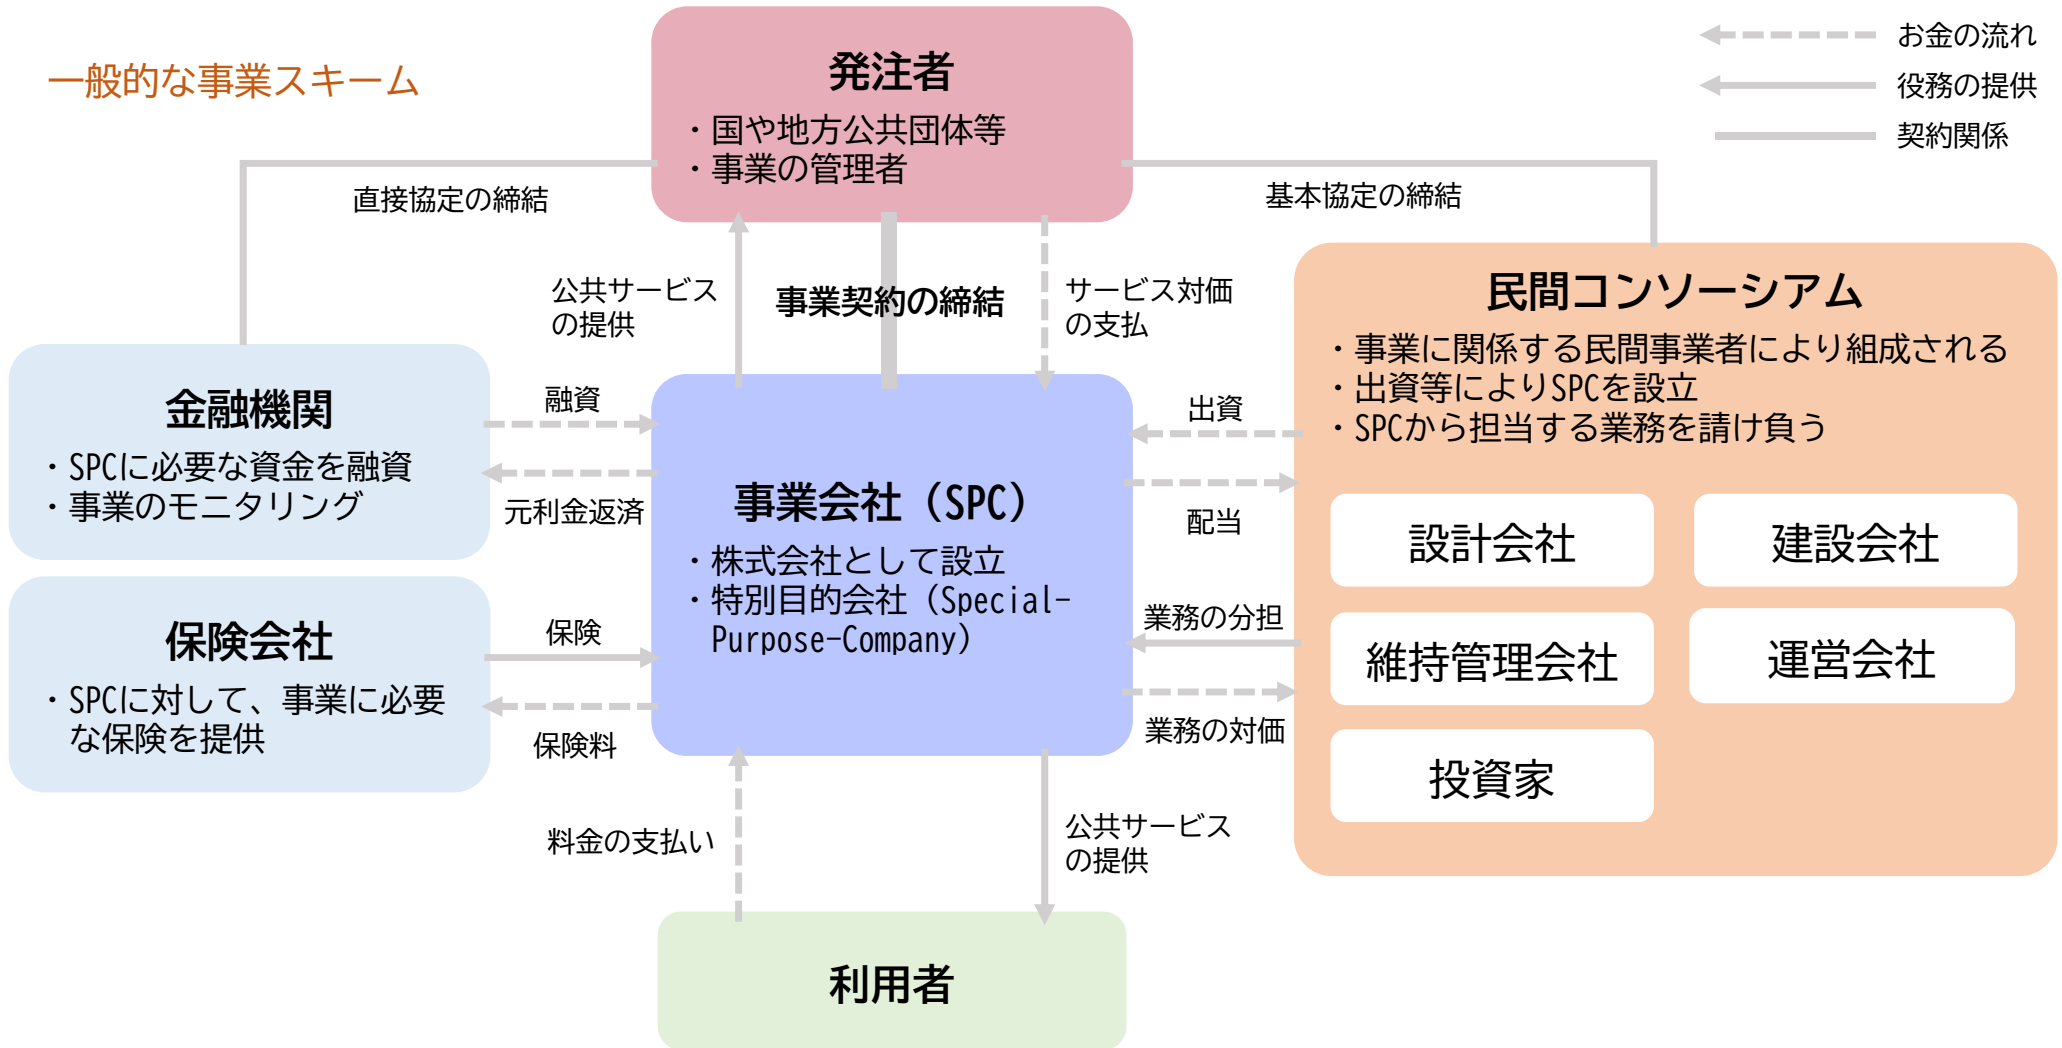 一般的な事業スキーム
お金の流れ
役務の提供
契約関係
発注者
・国や地方公共団体等
・事業の管理者
直接協定の締結
基本協定の締結
公共サービス
の提供
事業契約の締結
サービス対価
の支払
金融機関
・SPCに必要な資金を融資
・事業のモニタリング
融資
元利金返済
保険会社
・SPCに対して、事業に必要
な保険を提供
保険
保険料
事業会社（SPC）
・株式会社として設立
・特別目的会社（Special-
Purpose-Company）
出資
配当
業務の分担
業務の対価
民間コンソーシアム
・事業に関係する民間事業者により組成される
・出資等によりSPCを設立
・SPCから担当する業務を請け負う
設計会社
建設会社
維持管理会社
運営会社
投資家
料金の支払い
公共サービス
の提供
利用者